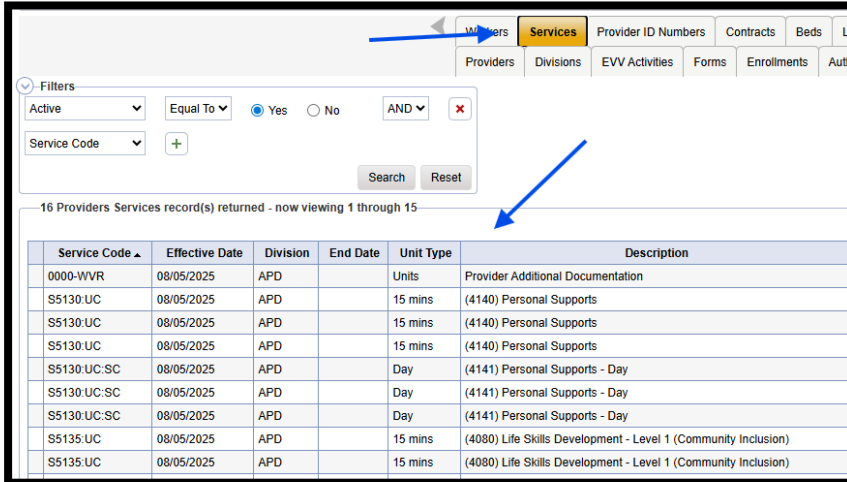 Workers Services Provider ID Numbers Contracts Beds L
Providers Divisions EVV Activities Forms Enrollments Auth
Filters
Active Equal To Yes No AND
Service Code
Search Reset
16 Providers Services record(s) returned - now viewing 1 through 15
Service Code Effective Date Division End Date Unit Type Description
0000-WVR 08/05/2025 APD Units Provider Additional Documentation
S5130:UC 08/05/2025 APD 15 mins (4140) Personal Supports
S5130:UC 08/05/2025 APD 15 mins (4140) Personal Supports
S5130:UC 08/05/2025 APD 15 mins (4140) Personal Supports
S5130:UC:SC 08/05/2025 APD Day (4141) Personal Supports - Day
S5130:UC:SC 08/05/2025 APD Day (4141) Personal Supports - Day
S5130:UC:SC 08/05/2025 APD Day (4141) Personal Supports - Day
S5135:UC 08/05/2025 APD 15 mins (4080) Life Skills Development - Level 1 (Community Inclusion)
S5135:UC 08/05/2025 APD 15 mins (4080) Life Skills Development - Level 1 (Community Inclusion)